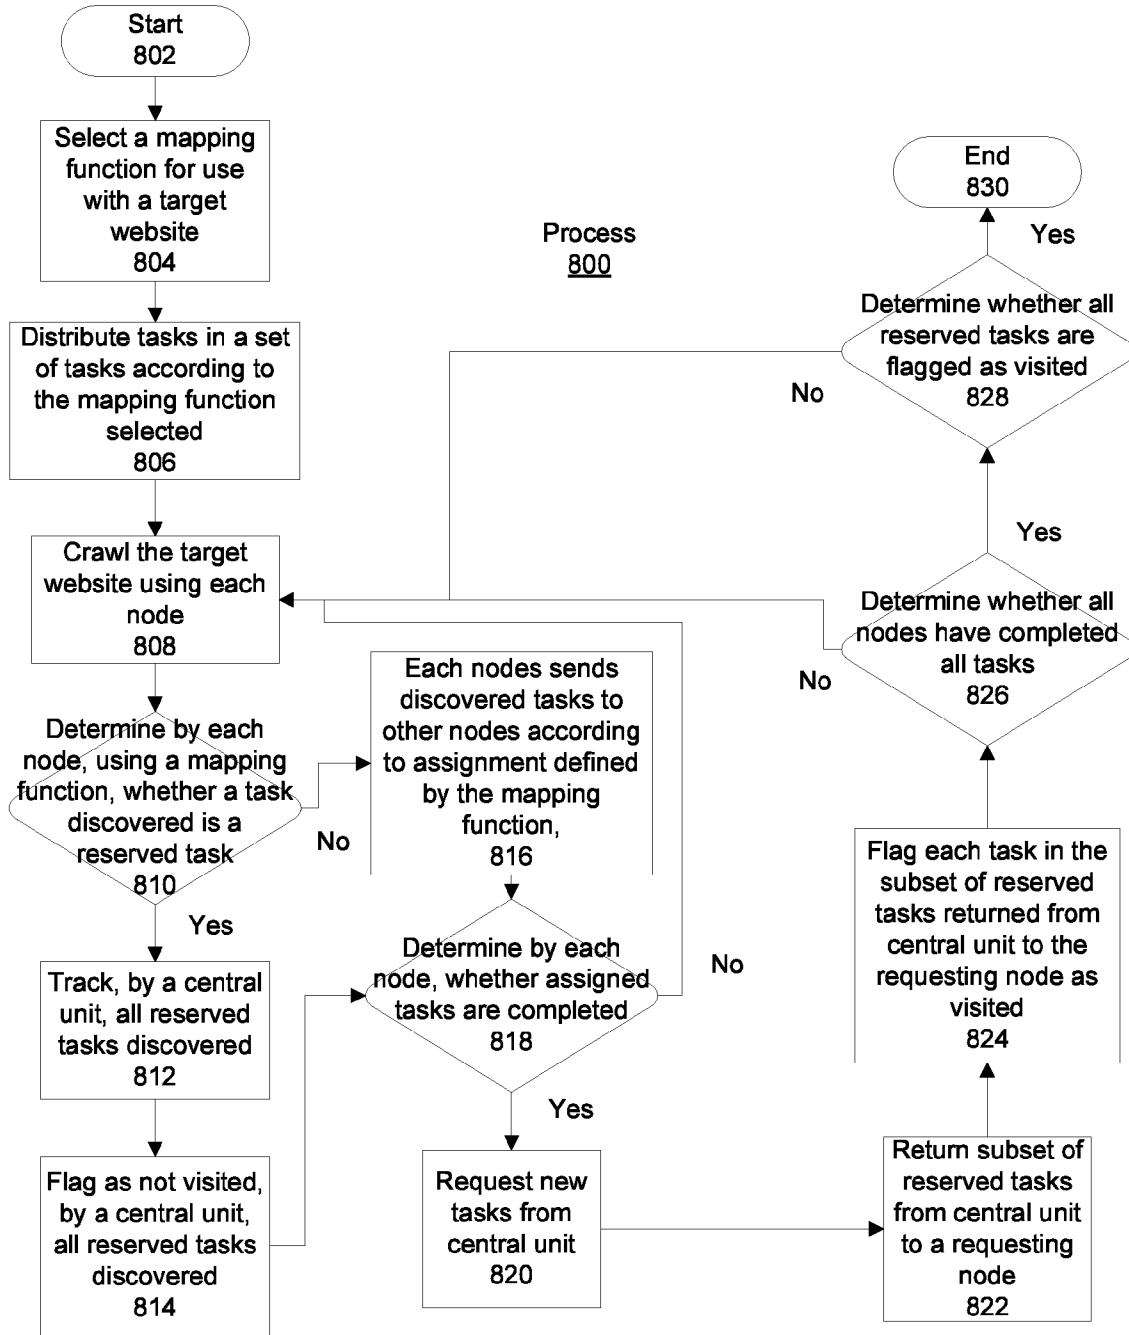 Start
802
Select a mapping
function for use
with a target
website
804
Distribute tasks in a set
of tasks according to
the mapping function
selected
806
Crawl the target
website using each
node
808
Determine by each
node, using a mapping
function, whether a task
discovered is a
reserved task
810
No
Yes
Track, by a central
unit, all reserved
tasks discovered
812
Flag as not visited,
by a central unit,
all reserved tasks
discovered
814
Each nodes sends
discovered tasks to
other nodes according
to assignment defined
by the mapping
function,
816
Determine by each
node, whether assigned
tasks are completed
818
No
Yes
Request new
tasks from
central unit
820
Process
800
End
830
Yes
Determine whether all
reserved tasks are
flagged as visited
828
No
Yes
Determine whether all
nodes have completed
all tasks
826
No
Flag each task in the
subset of reserved
tasks returned from
central unit to the
requesting node as
visited
824
Return subset of
reserved tasks
from central unit
to a requesting
node
822